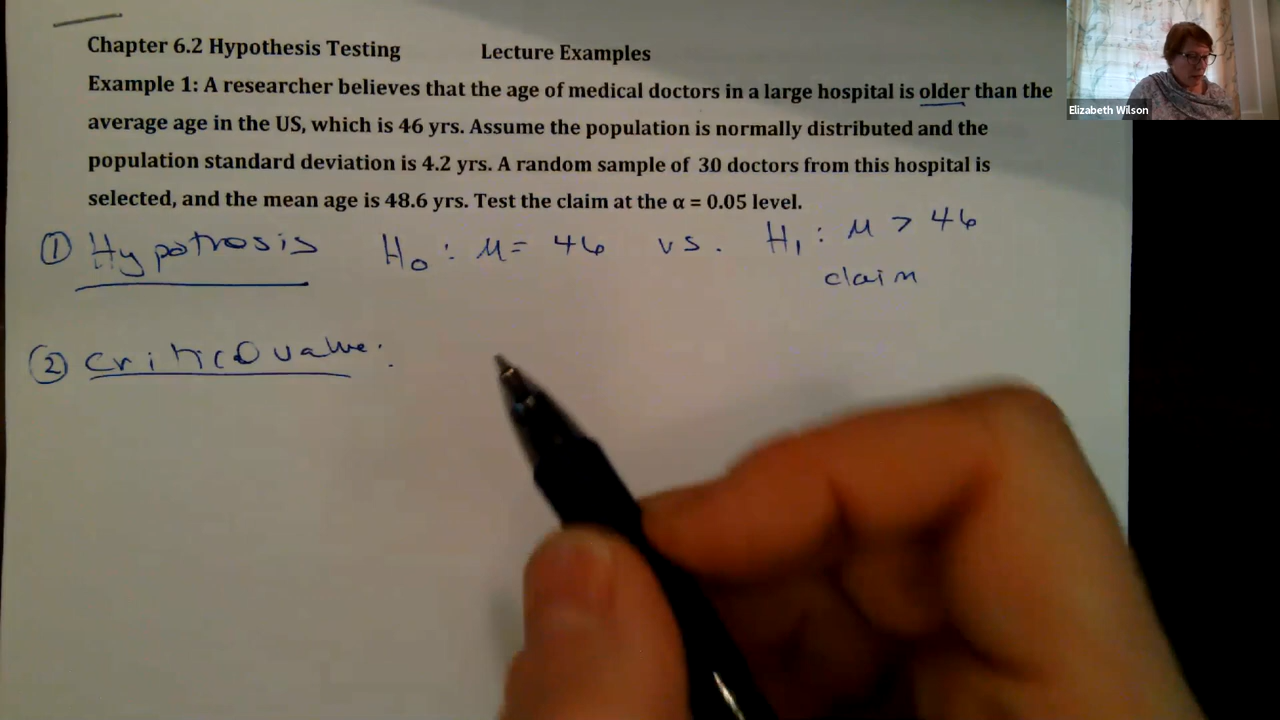 Chapter 6.2 Hypothesis Testing Lecture Examples
Example 1: A researcher believes that the age of medical doctors in a large hospital is older than the
average age in the US, which is 46 yrs. Assume the population is normally distributed and the
population standard deviation is 4.2 yrs. A random sample of 30 doctors from this hospital is
selected, and the mean age is 48.6 yrs. Test the claim at the α = 0.05 level.
① Hypothosis H₀ : μ = 46 vs. H₁ : μ > 46
claim
② Critical value:
Elizabeth Wilson